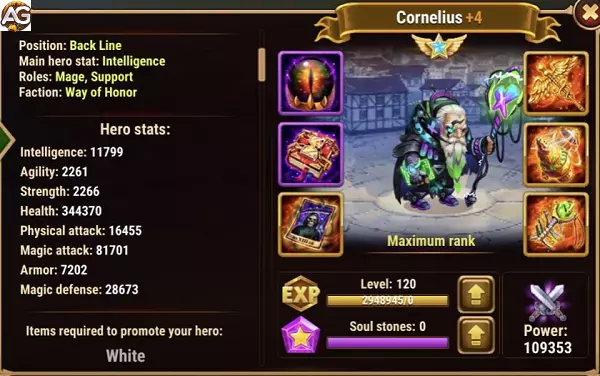 AG
Cornelius +4
Position: Back Line
Main hero stat: Intelligence
Roles: Mage, Support
Faction: Way of Honor
Hero stats:
Intelligence: 11799
Agility: 2261
Strength: 2266
Health: 344370
Physical attack: 16455
Magic attack: 81701
Armor: 7202
Magic defense: 28673
Items required to promote your hero:
White
Maximum rank
EXP
Level: 120
2948945/0
Soul stones: 0
Power:
109353